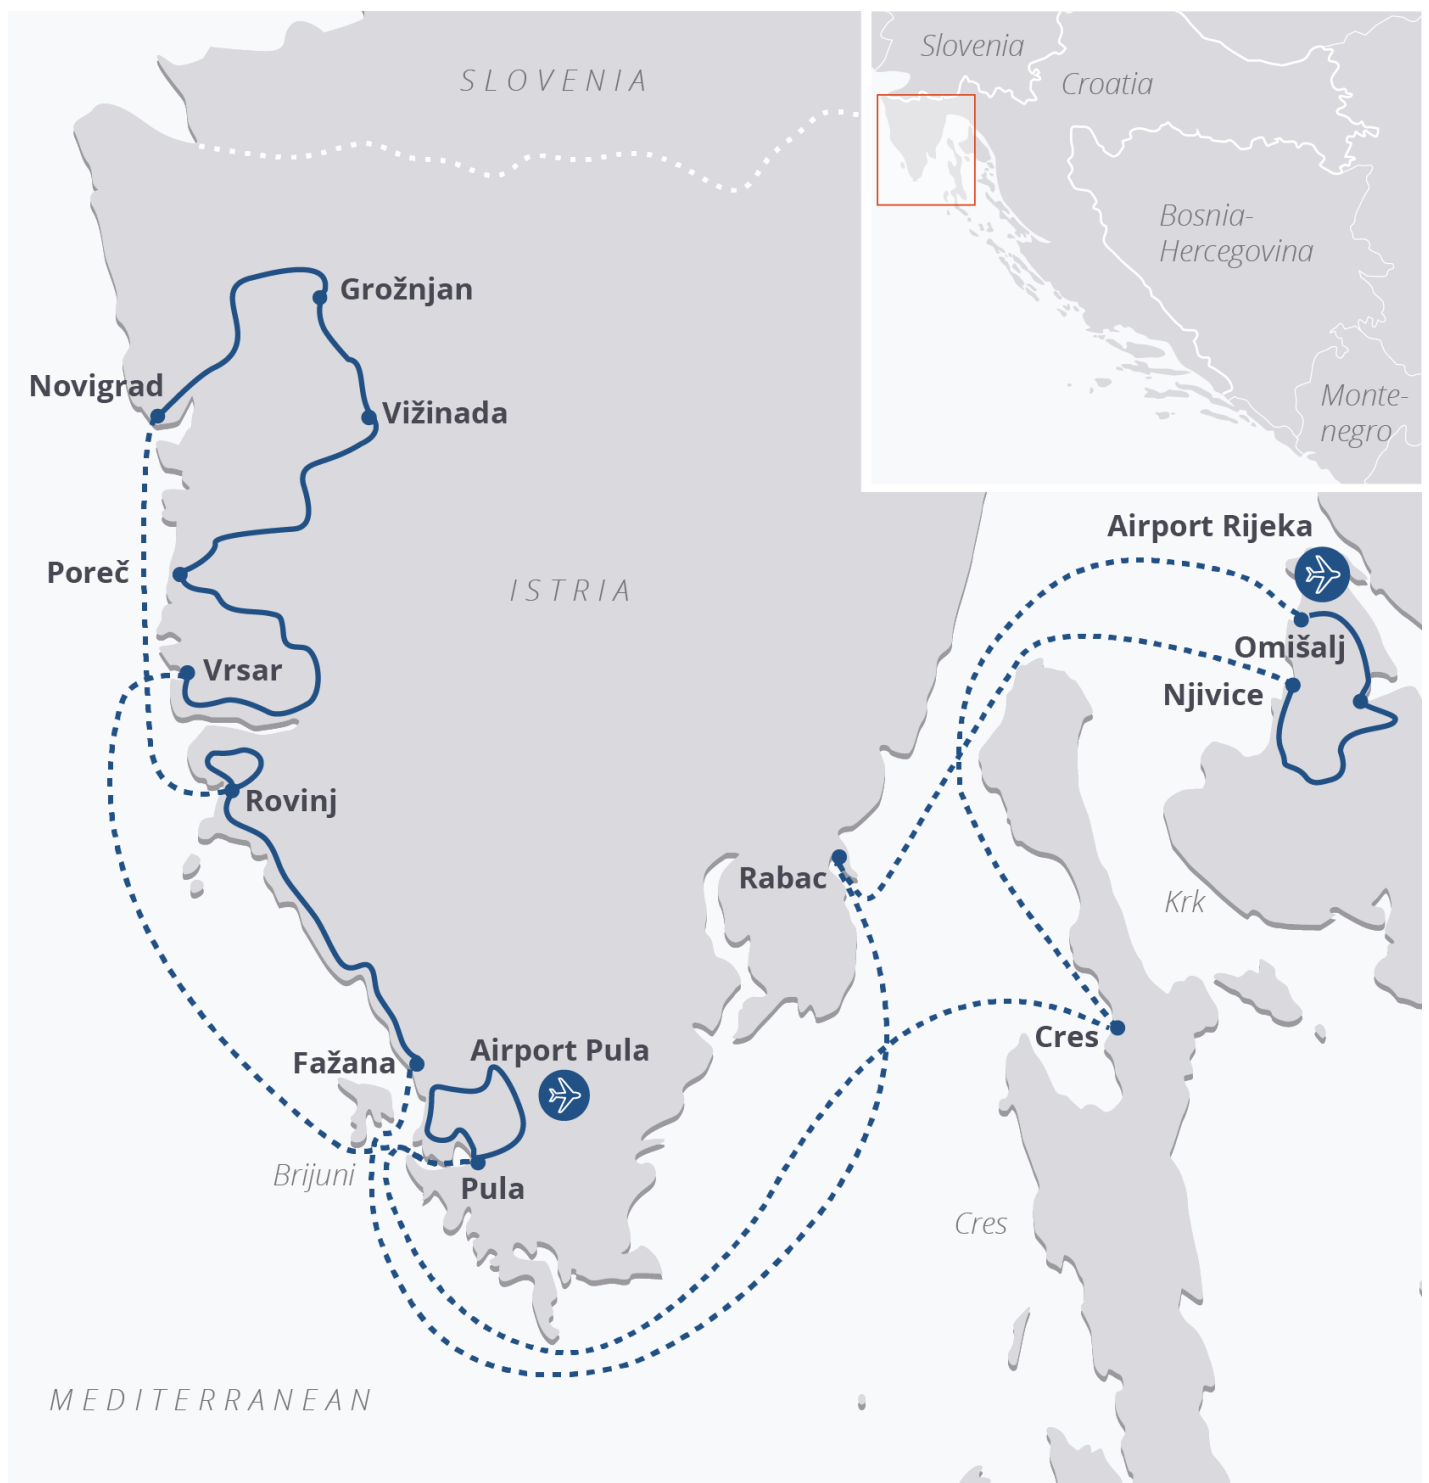 SLOVENIA
Slovenia
Croatia
Bosnia-
Hercegovina
Monte-
negro
Grožnjan
Novigrad
Vižinada
Airport Rijeka
Poreč
ISTRIA
Omišalj
Vrsar
Njivice
Rovinj
Rabac
Krk
Cres
Airport Pula
Fažana
Brijuni
Pula
Cres
MEDITERRANEAN